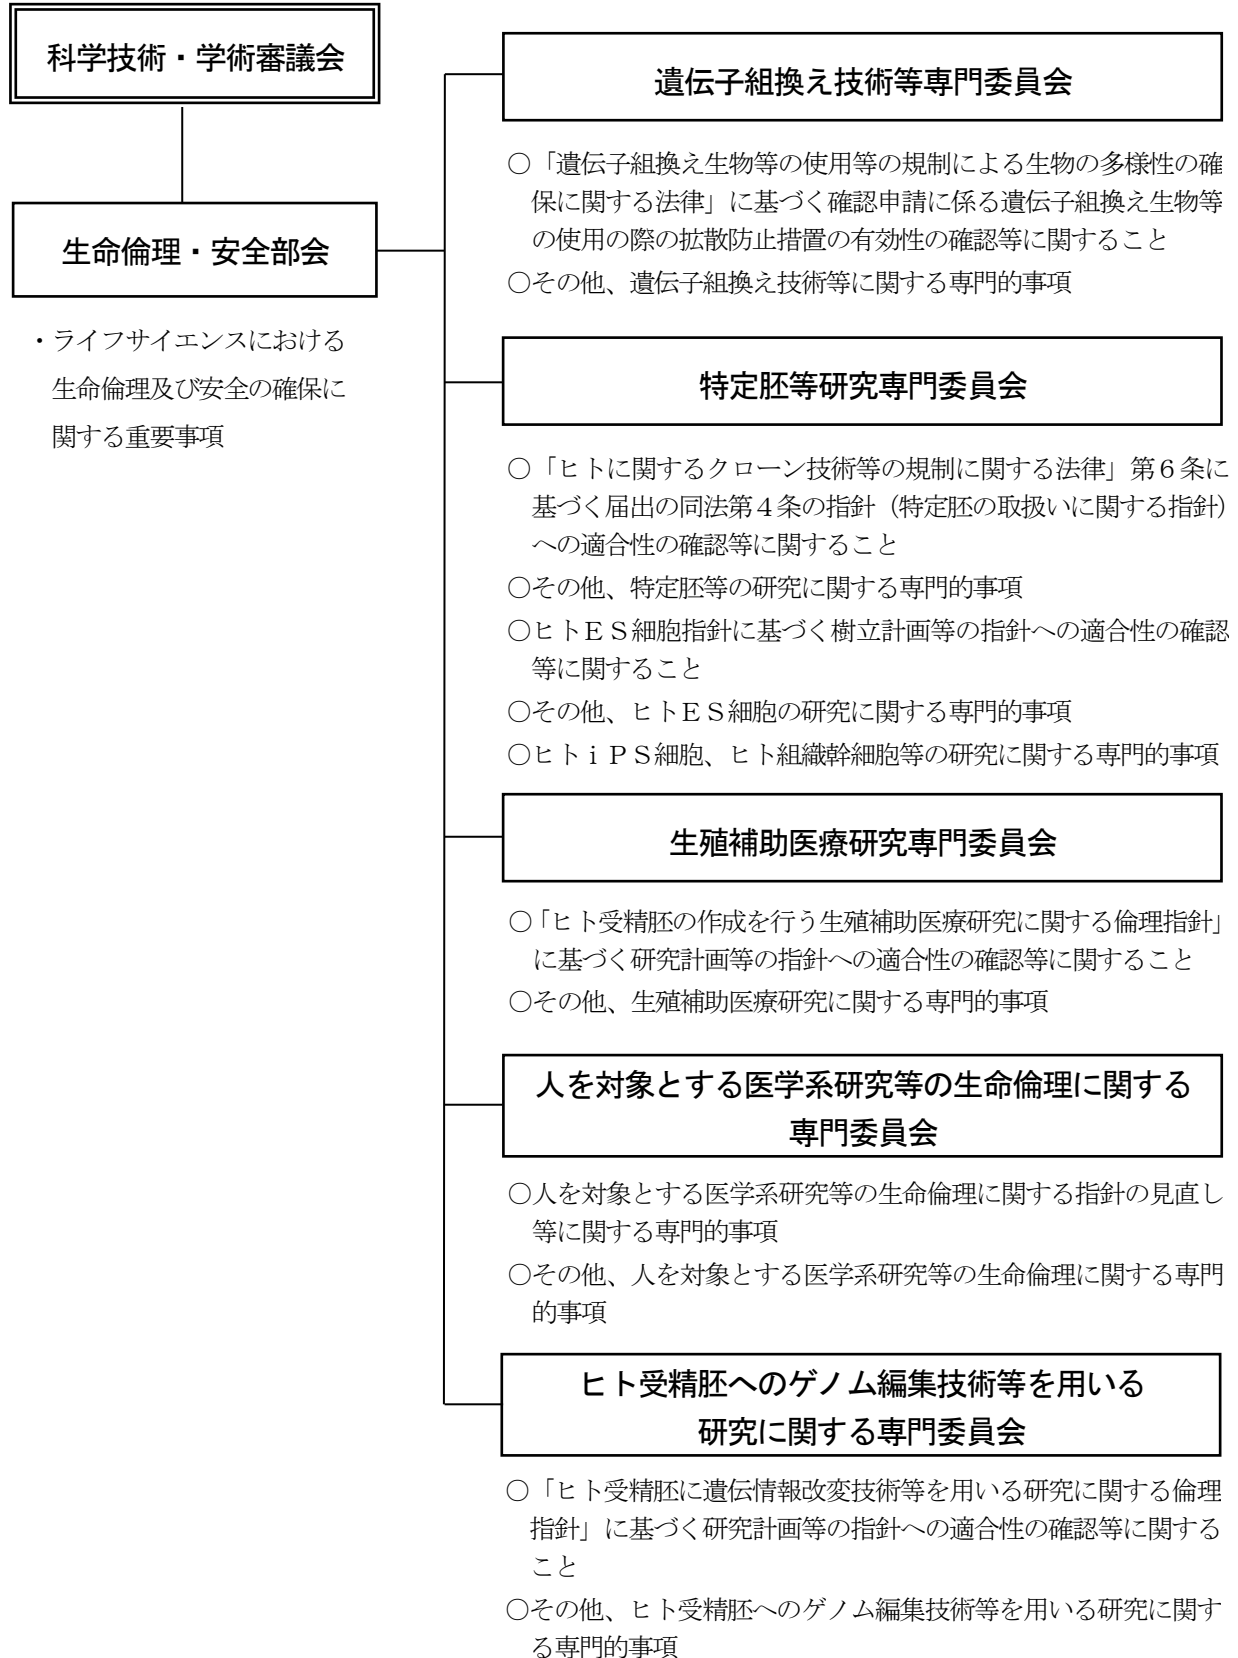 科学技術・学術審議会
生命倫理・安全部会
・ライフサイエンスにおける
生命倫理及び安全の確保に
関する重要事項
遺伝子組換え技術等専門委員会
○「遺伝子組換え生物等の使用等の規制による生物の多様性の確
保に関する法律」に基づく確認申請に係る遺伝子組換え生物等
の使用の際の拡散防止措置の有効性の確認等に関すること
○その他、遺伝子組換え技術等に関する専門的事項
特定胚等研究専門委員会
○「ヒトに関するクローン技術等の規制に関する法律」第６条に
基づく届出の同法第４条の指針（特定胚の取扱いに関する指針）
への適合性の確認等に関すること
○その他、特定胚等の研究に関する専門的事項
○ヒトＥＳ細胞指針に基づく樹立計画等の指針への適合性の確認
等に関すること
○その他、ヒトＥＳ細胞の研究に関する専門的事項
○ヒトｉＰＳ細胞、ヒト組織幹細胞等の研究に関する専門的事項
生殖補助医療研究専門委員会
○「ヒト受精胚の作成を行う生殖補助医療研究に関する倫理指針」
に基づく研究計画等の指針への適合性の確認等に関すること
○その他、生殖補助医療研究に関する専門的事項
人を対象とする医学系研究等の生命倫理に関する
専門委員会
○人を対象とする医学系研究等の生命倫理に関する指針の見直し
等に関する専門的事項
○その他、人を対象とする医学系研究等の生命倫理に関する専門
的事項
ヒト受精胚へのゲノム編集技術等を用いる
研究に関する専門委員会
○「ヒト受精胚に遺伝情報改変技術等を用いる研究に関する倫理
指針」に基づく研究計画等の指針への適合性の確認等に関する
こと
○その他、ヒト受精胚へのゲノム編集技術等を用いる研究に関す
る専門的事項